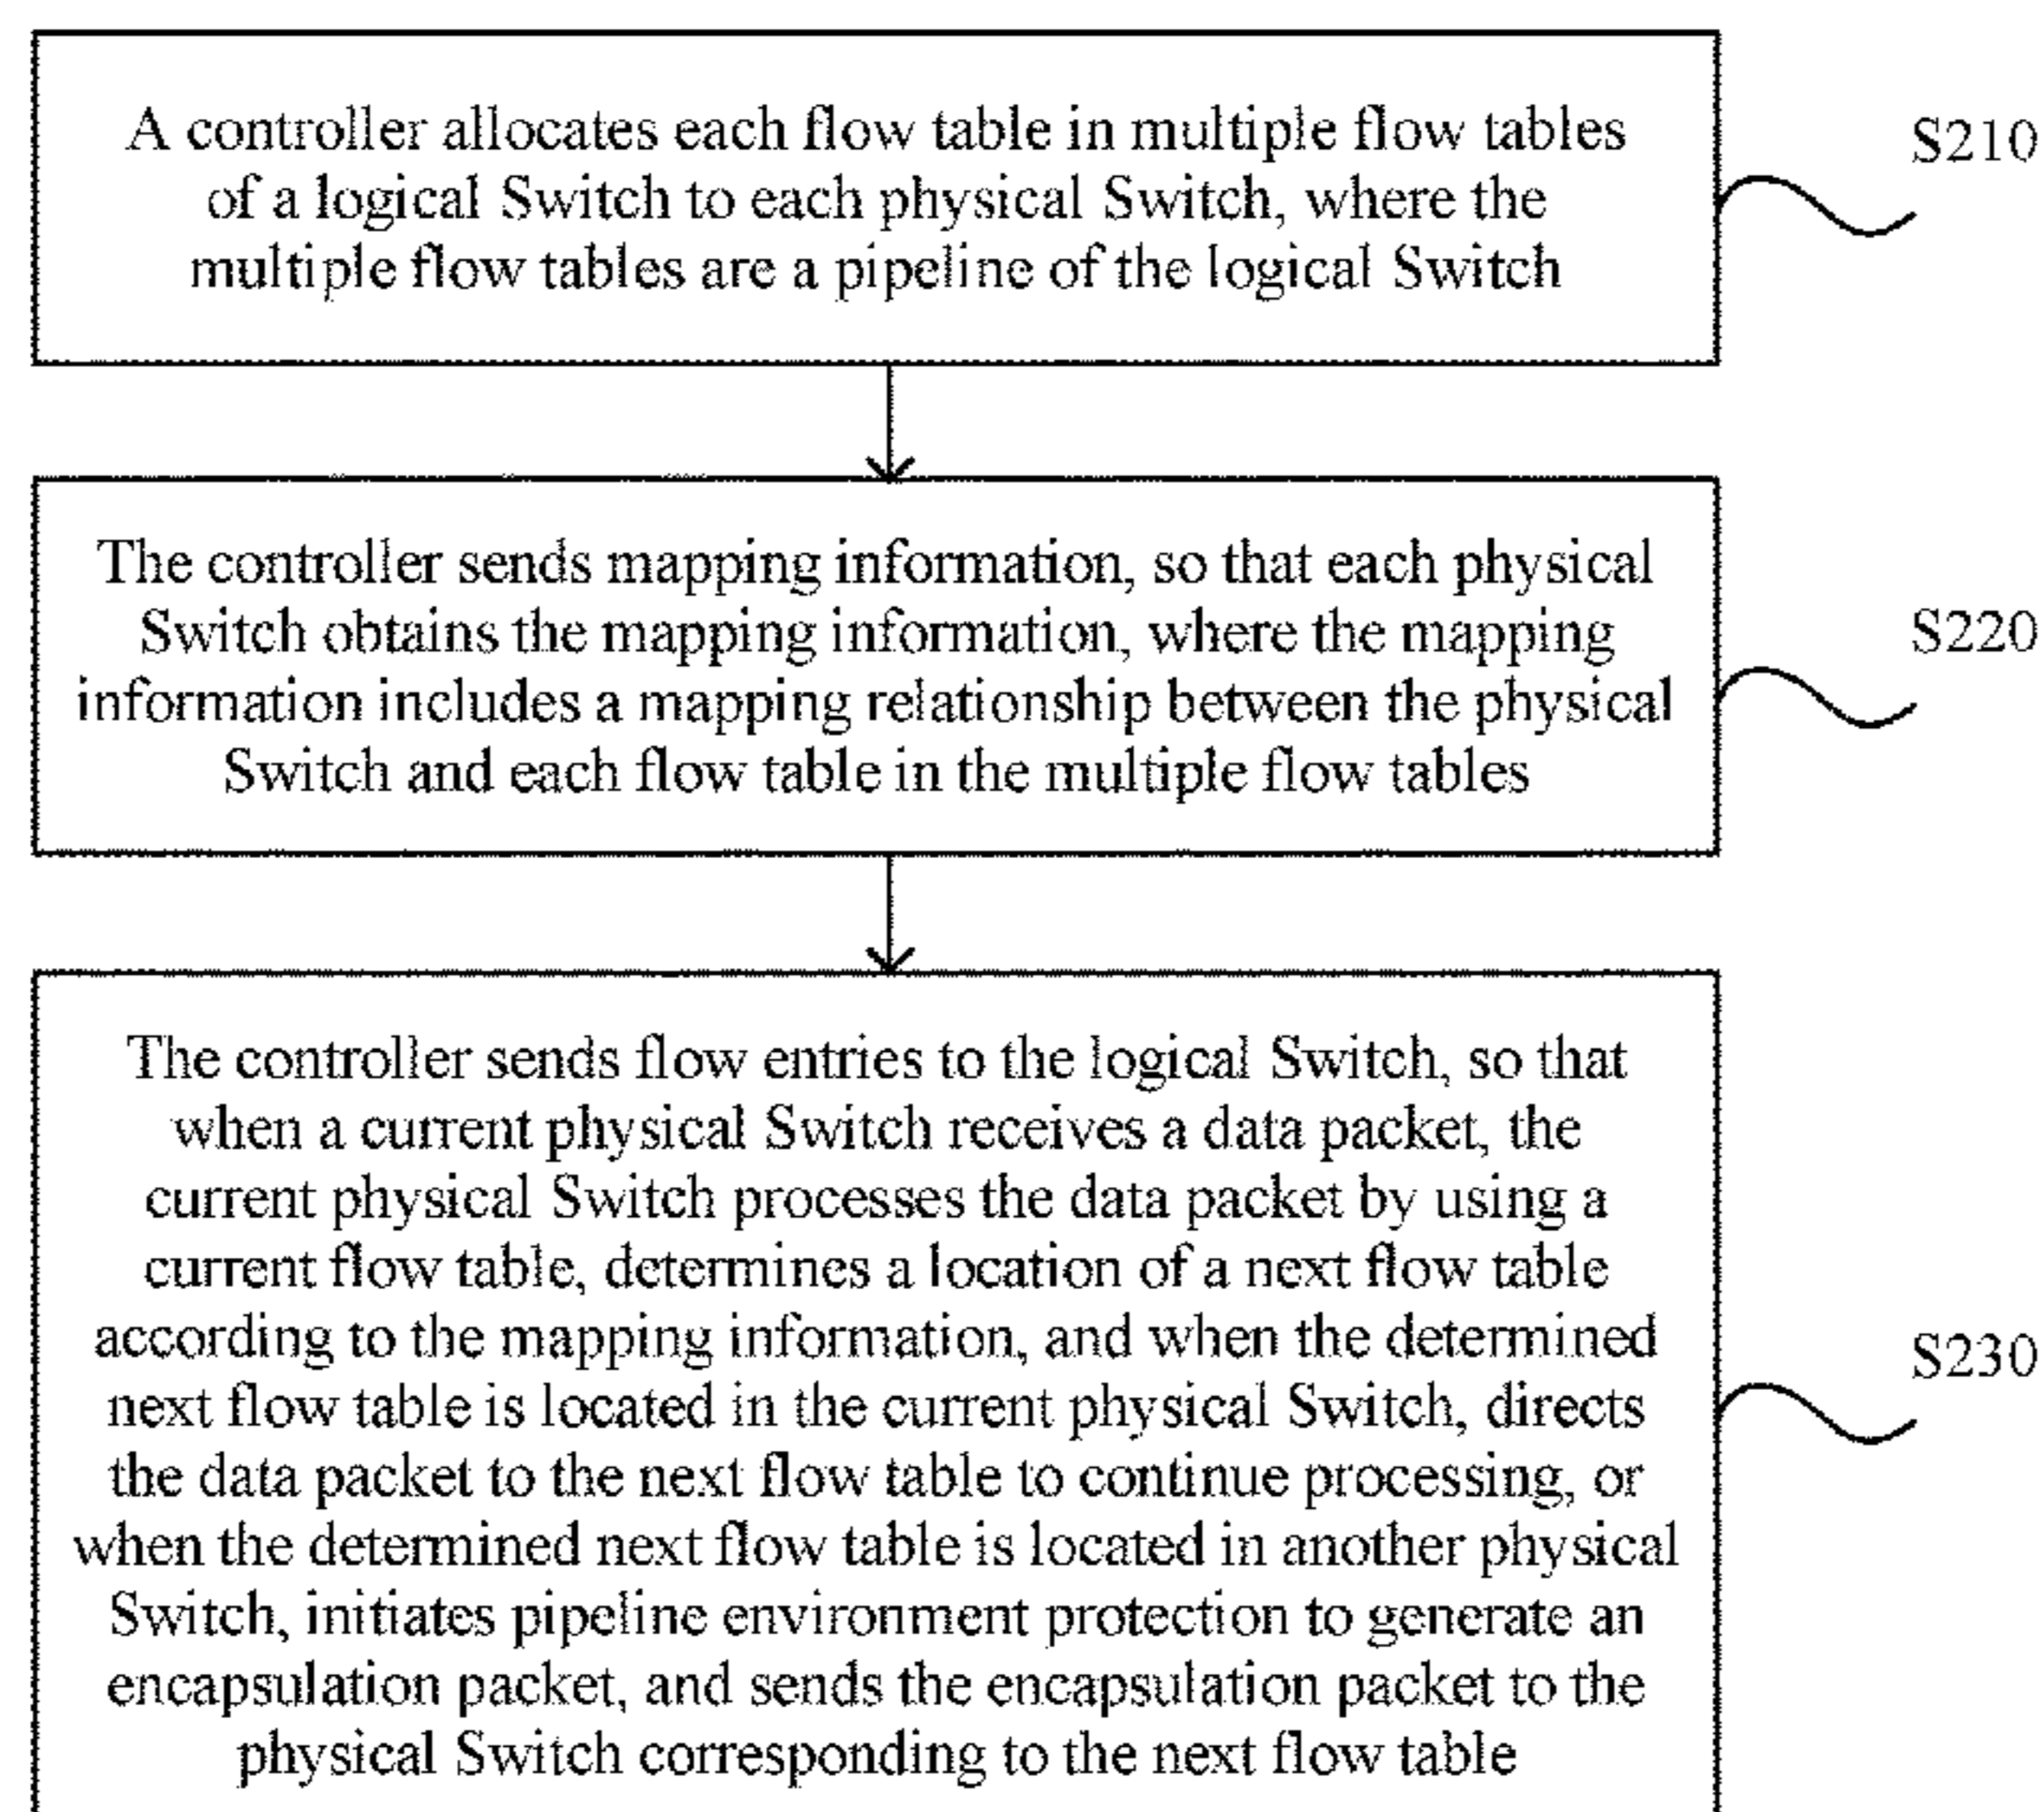 A controller allocates each flow table in multiple flow tables
of a logical Switch to each physical Switch, where the
multiple flow tables are a pipeline of the logical Switch
S210
The controller sends mapping information, so that each physical
Switch obtains the mapping information, where the mapping
information includes a mapping relationship between the physical
Switch and each flow table in the multiple flow tables
S220
The controller sends flow entries to the logical Switch, so that
when a current physical Switch receives a data packet, the
current physical Switch processes the data packet by using a
current flow table, determines a location of a next flow table
according to the mapping information, and when the determined
next flow table is located in the current physical Switch, directs
the data packet to the next flow table to continue processing, or
when the determined next flow table is located in another physical
Switch, initiates pipeline environment protection to generate an
encapsulation packet, and sends the encapsulation packet to the
physical Switch corresponding to the next flow table
S230